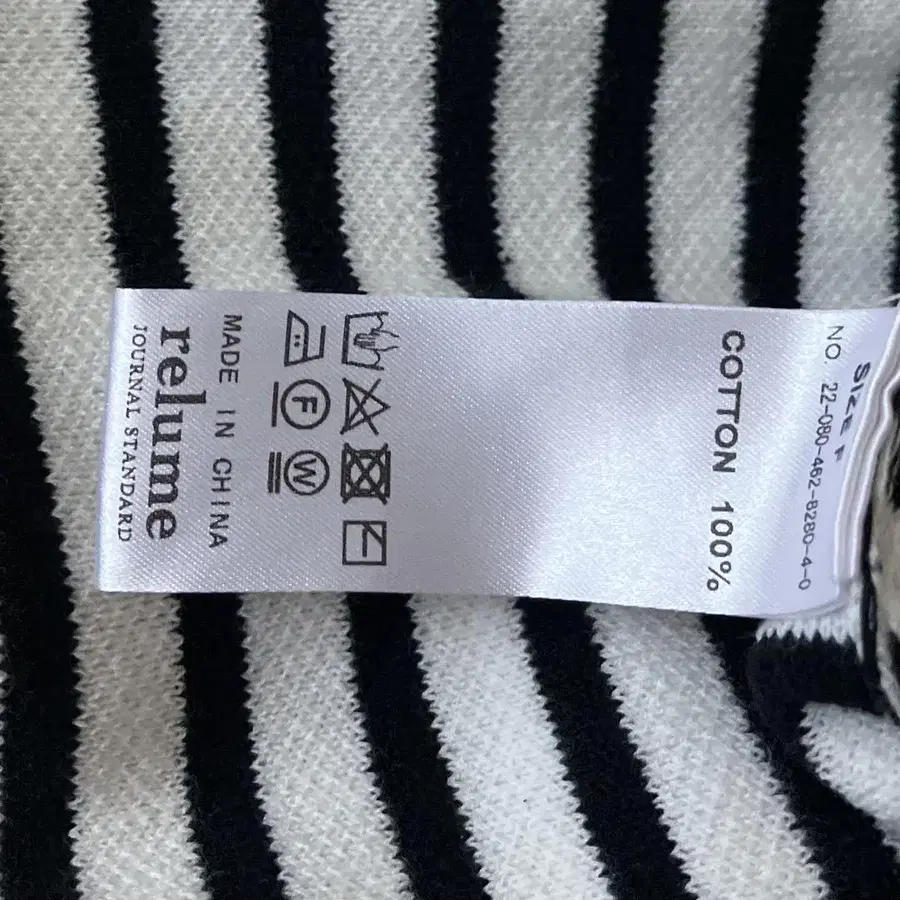 SIZE F
NO. 22-080-462-8280-4-0
COTTON 100%
F
W
MADE IN CHINA
relume
JOURNAL STANDARD